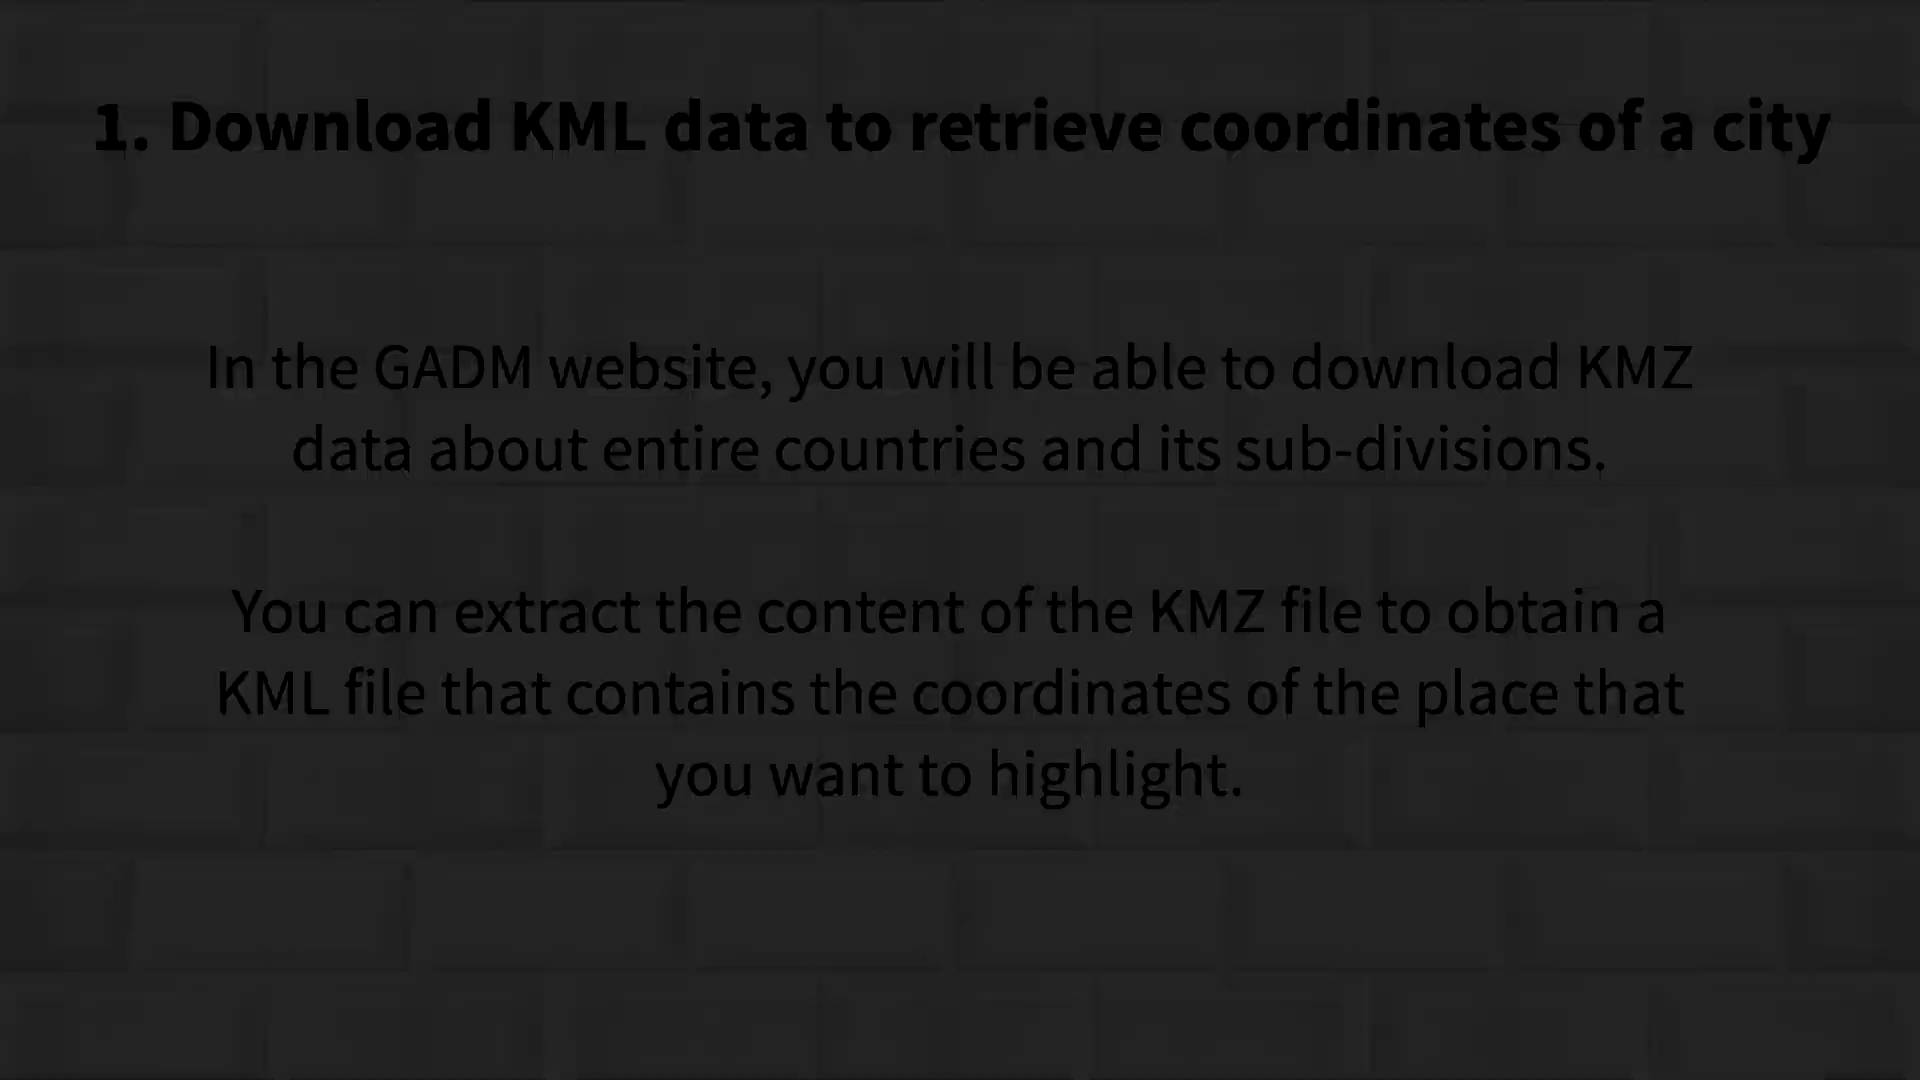 1. Download KML data to retrieve coordinates of a city
In the GADM website, you will be able to download KMZ
data about entire countries and its sub-divisions.
You can extract the content of the KMZ file to obtain a
KML file that contains the coordinates of the place that
you want to highlight.